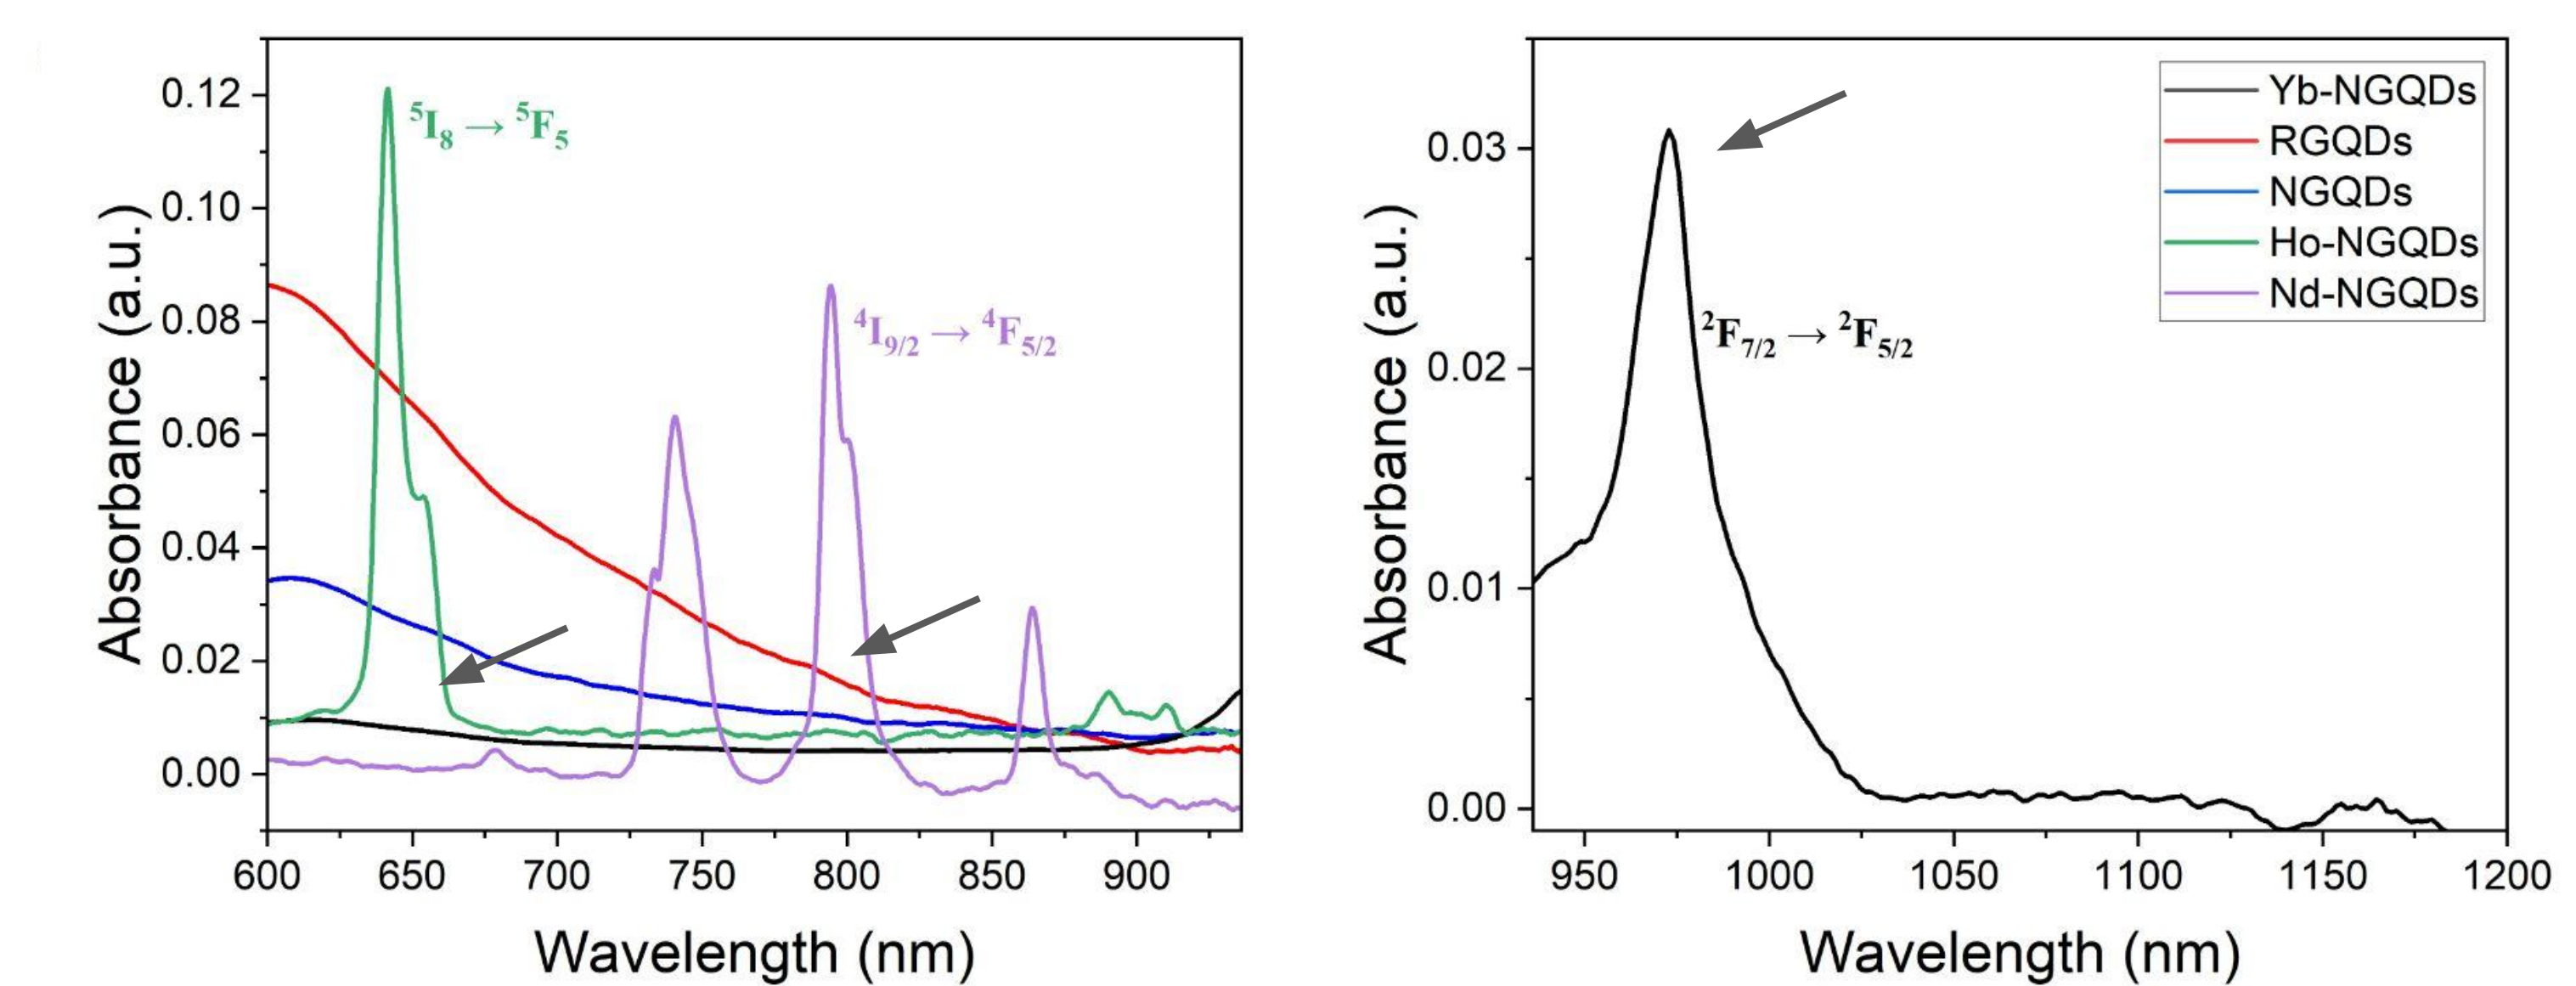 Absorbance (a.u.)
0.12
0.10
0.08
0.06
0.04
0.02
0.00
⁵I₈ → ⁵F₅
⁴I₉/₂ → ⁴F₅/₂
600 650 700 750 800 850 900
Wavelength (nm)
Absorbance (a.u.)
0.03
0.02
0.01
0.00
²F₇/₂ → ²F₅/₂
Yb-NGQDs
RGQDs
NGQDs
Ho-NGQDs
Nd-NGQDs
950 1000 1050 1100 1150 1200
Wavelength (nm)